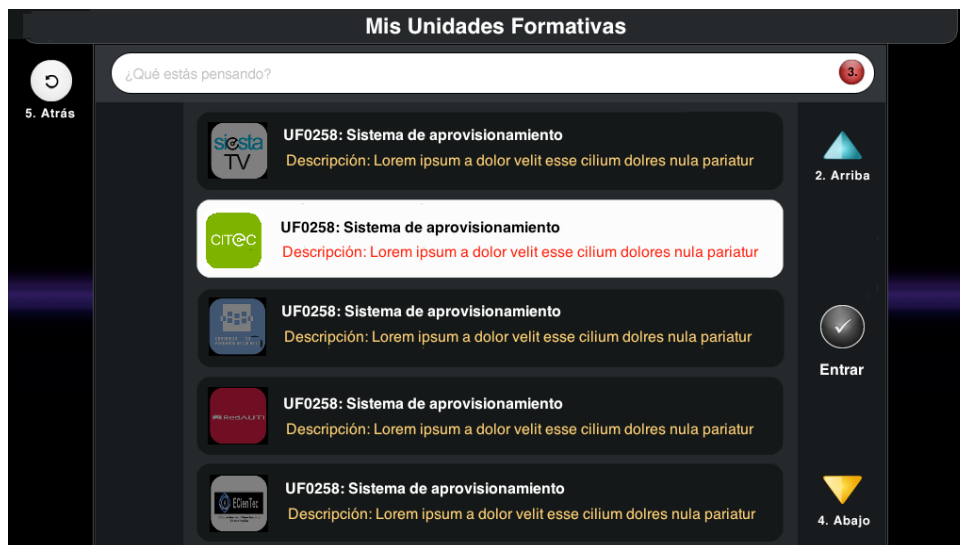 Mis Unidades Formativas
¿Qué estás pensando?
3.
5. Atrás
siesta
TV
UF0258: Sistema de aprovisionamiento
Descripción: Lorem ipsum a dolor velit esse cilium dolres nula pariatur
2. Arriba
CIT@C
UF0258: Sistema de aprovisionamiento
Descripción: Lorem ipsum a dolor velit esse cilium dolores nula pariatur
UF0258: Sistema de aprovisionamiento
Descripción: Lorem ipsum a dolor velit esse cilium dolres nula pariatur
Entrar
RedAUTI
UF0258: Sistema de aprovisionamiento
Descripción: Lorem ipsum a dolor velit esse cilium dolres nula pariatur
ECienTec
UF0258: Sistema de aprovisionamiento
Descripción: Lorem ipsum a dolor velit esse cilium dolres nula pariatur
4. Abajo